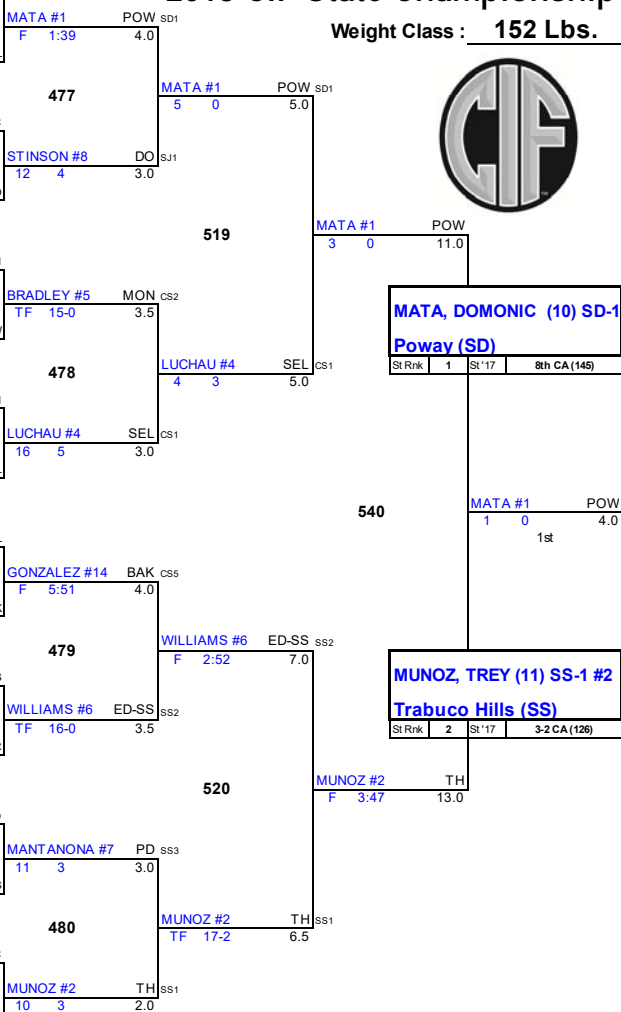 Weight Class : 152 Lbs.
CIF
MATA #1 POW SD1
F 1:39 4.0
477
MATA #1 POW SD1
5 0 5.0
STINSON #8 DO SJ1
12 4 3.0
519
MATA #1 POW
3 0 11.0
BRADLEY #5 MON CS2
TF 15-0 3.5
MATA, DOMONIC (10) SD-1
Poway (SD)
St Rnk 1 St '17 8th CA (145)
478
LUCHAU #4 SEL CS1
4 3 5.0
LUCHAU #4 SEL CS1
16 5 3.0
540
MATA #1 POW
1 0 4.0
1st
GONZALEZ #14 BAK CS5
F 5:51 4.0
479
WILLIAMS #6 ED-SS SS2
F 2:52 7.0
MUNOZ, TREY (11) SS-1 #2
Trabuco Hills (SS)
St Rnk 2 St '17 3-2 CA (126)
WILLIAMS #6 ED-SS SS2
TF 16-0 3.5
520
MUNOZ #2 TH
F 3:47 13.0
MANTANONA #7 PD SS3
11 3 3.0
480
MUNOZ #2 TH SS1
TF 17-2 6.5
MUNOZ #2 TH SS1
10 3 2.0